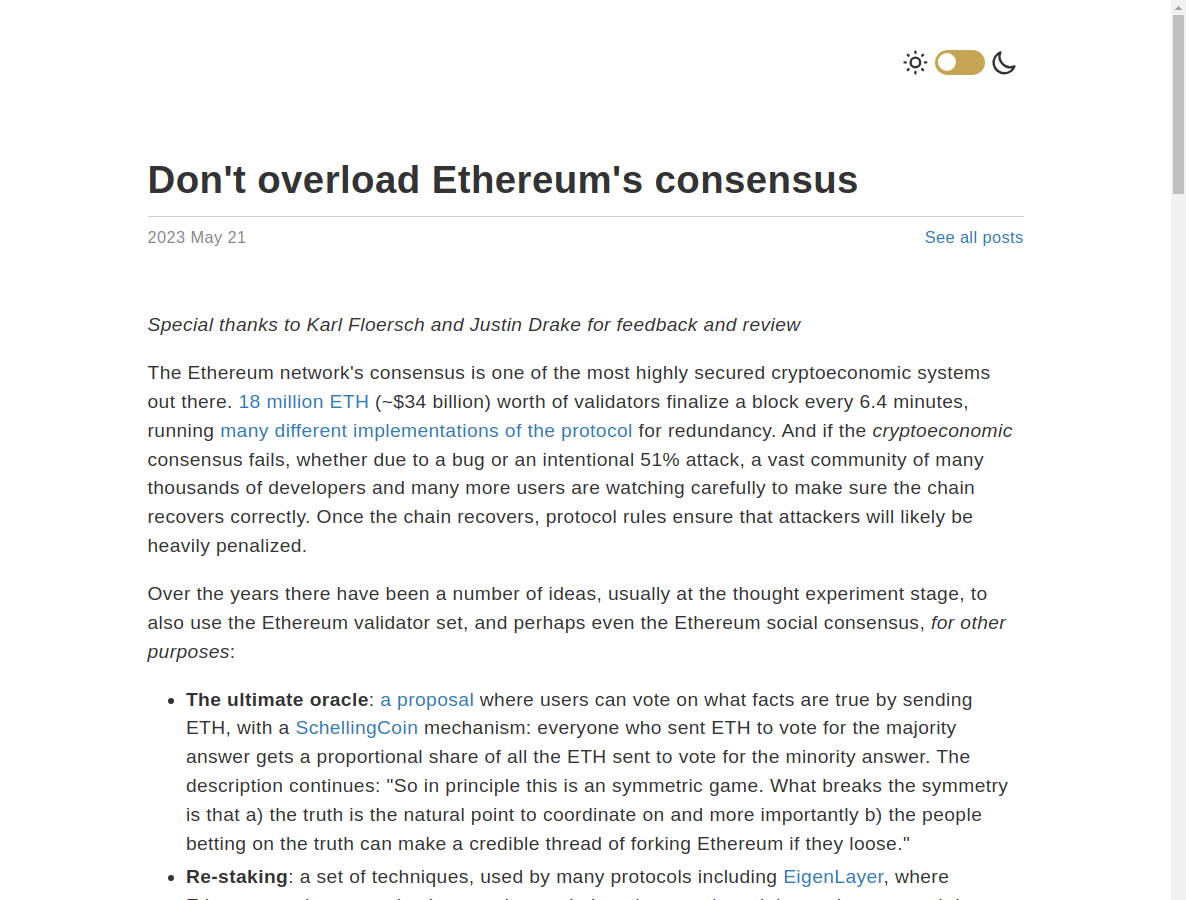 Don't overload Ethereum's consensus
2023 May 21
See all posts
Special thanks to Karl Floersch and Justin Drake for feedback and review
The Ethereum network's consensus is one of the most highly secured cryptoeconomic systems
out there. 18 million ETH (~$34 billion) worth of validators finalize a block every 6.4 minutes,
running many different implementations of the protocol for redundancy. And if the cryptoeconomic
consensus fails, whether due to a bug or an intentional 51% attack, a vast community of many
thousands of developers and many more users are watching carefully to make sure the chain
recovers correctly. Once the chain recovers, protocol rules ensure that attackers will likely be
heavily penalized.
Over the years there have been a number of ideas, usually at the thought experiment stage, to
also use the Ethereum validator set, and perhaps even the Ethereum social consensus, for other
purposes:
• The ultimate oracle: a proposal where users can vote on what facts are true by sending
ETH, with a SchellingCoin mechanism: everyone who sent ETH to vote for the majority
answer gets a proportional share of all the ETH sent to vote for the minority answer. The
description continues: "So in principle this is an symmetric game. What breaks the symmetry
is that a) the truth is the natural point to coordinate on and more importantly b) the people
betting on the truth can make a credible thread of forking Ethereum if they loose."
• Re-staking: a set of techniques, used by many protocols including EigenLayer, where